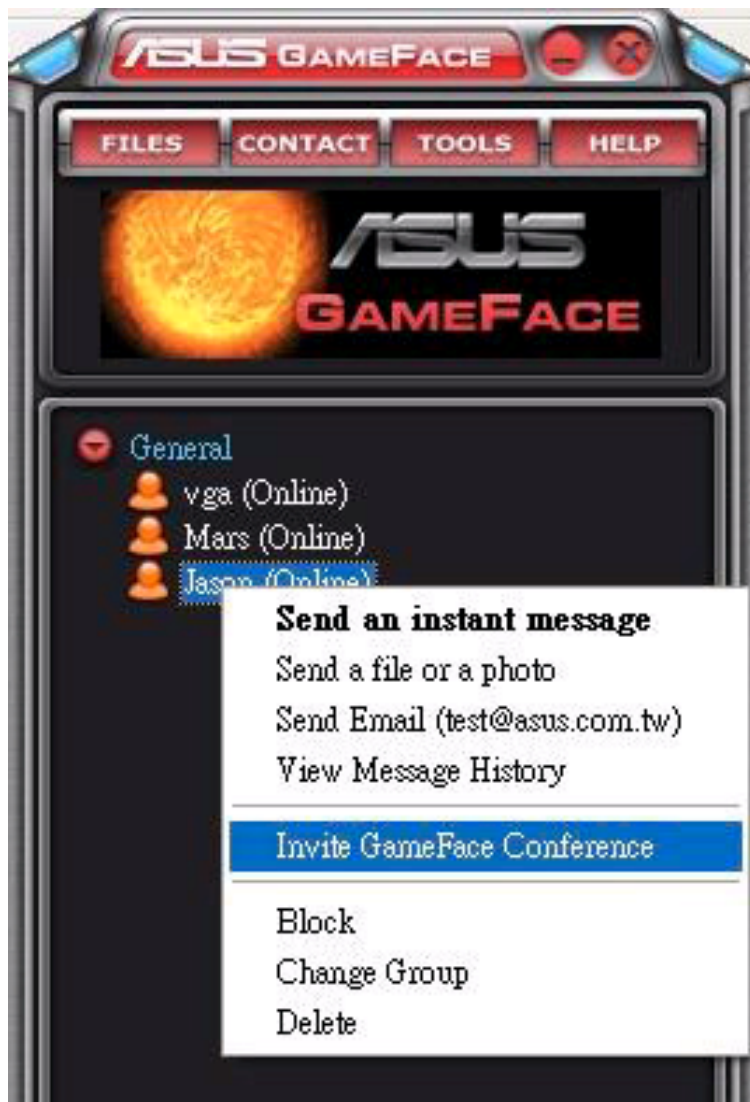 ASUS GAMEFACE
FILES CONTACT TOOLS HELP
ASUS
GAMEFACE
General
vga (Online)
Mars (Online)
Jason (Online)
Send an instant message
Send a file or a photo
Send Email (test@asus.com.tw)
View Message History
Invite GameFace Conference
Block
Change Group
Delete